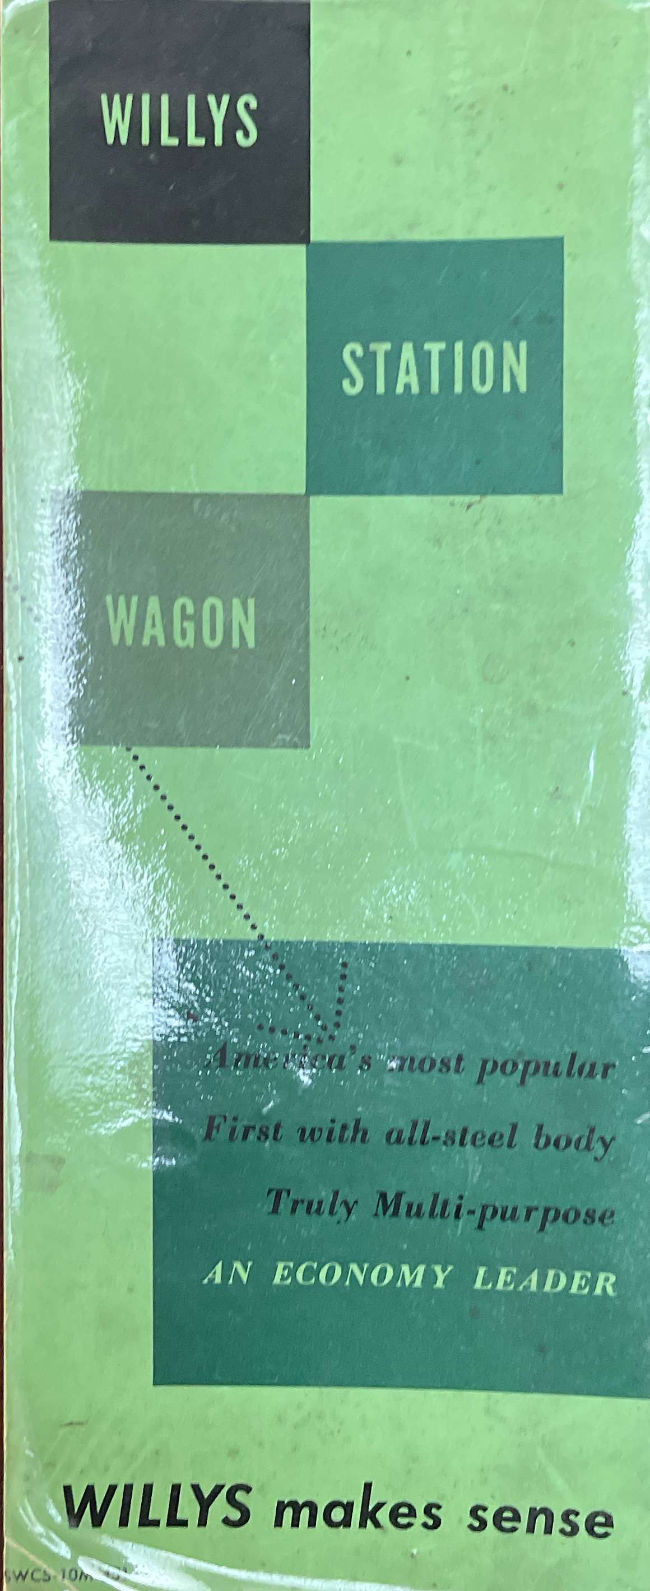 WILLYS
STATION
WAGON
America's most popular
First with all-steel body
Truly Multi-purpose
AN ECONOMY LEADER
WILLYS makes sense